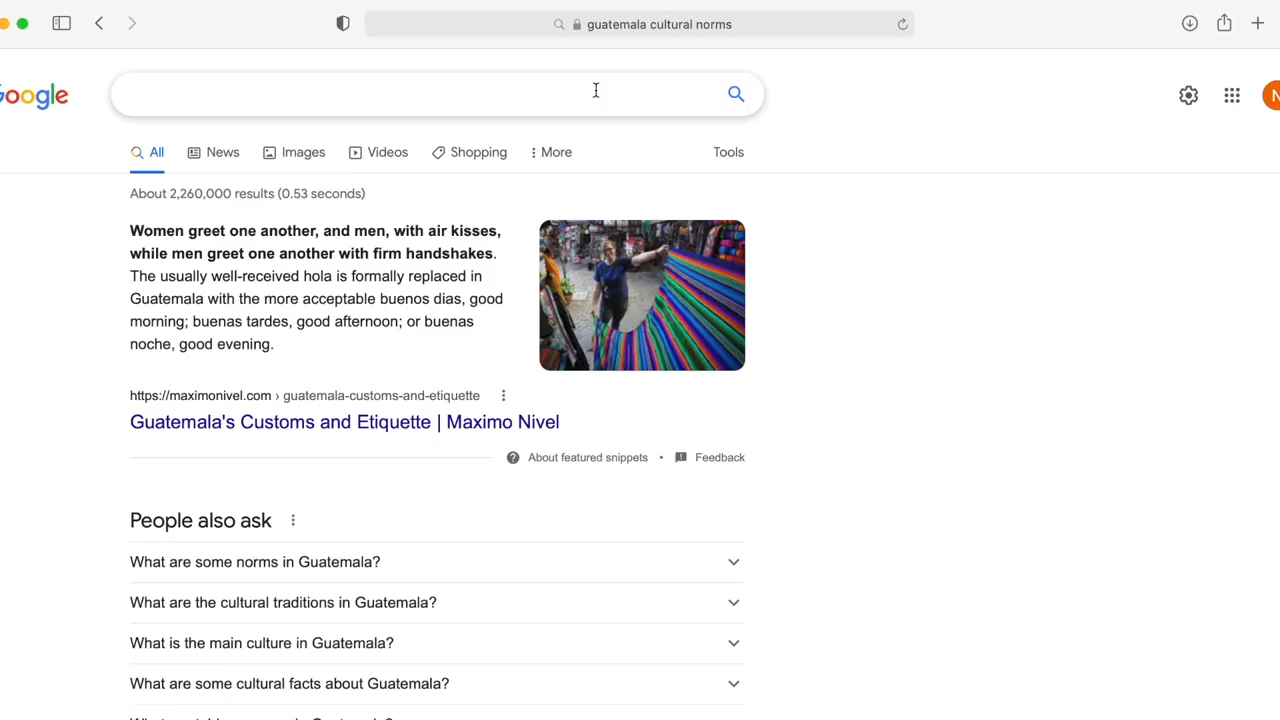 guatemala cultural norms
Google
N
All News Images Videos Shopping More Tools
About 2,260,000 results (0.53 seconds)
Women greet one another, and men, with air kisses,
while men greet one another with firm handshakes.
The usually well-received hola is formally replaced in
Guatemala with the more acceptable buenos dias, good
morning; buenas tardes, good afternoon; or buenas
noche, good evening.
https://maximonivel.com › guatemala-customs-and-etiquette
Guatemala's Customs and Etiquette | Maximo Nivel
About featured snippets • Feedback
People also ask
What are some norms in Guatemala?
What are the cultural traditions in Guatemala?
What is the main culture in Guatemala?
What are some cultural facts about Guatemala?